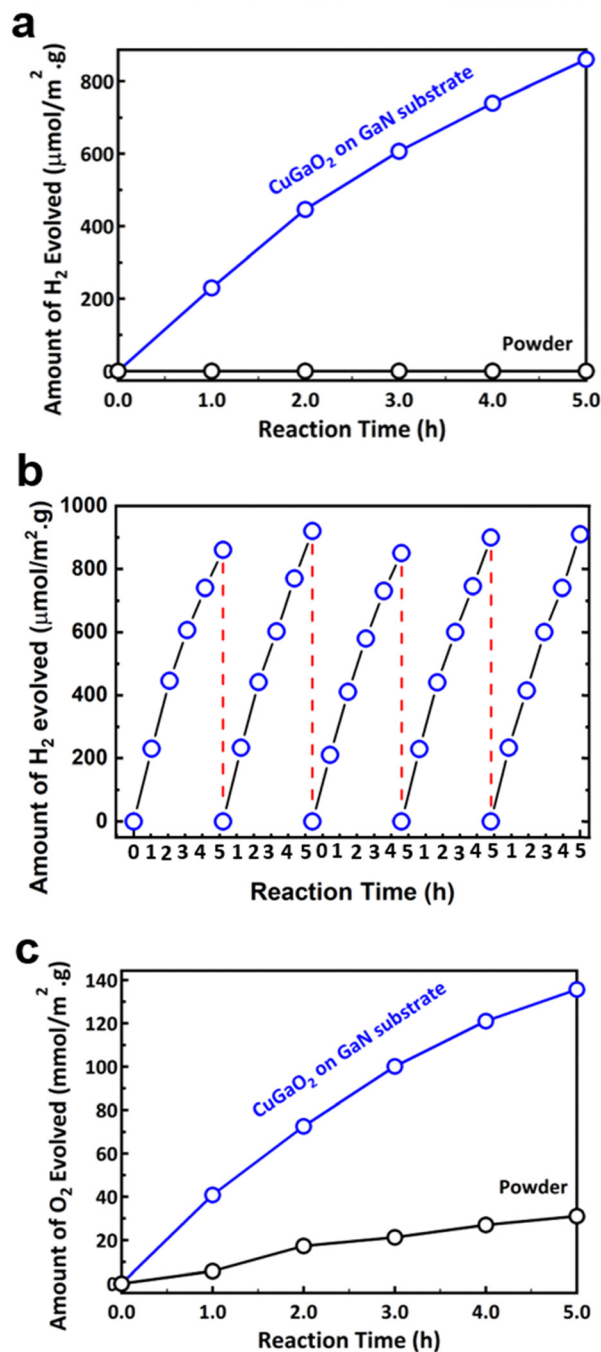 a
Amount of H2 Evolved (μmol/m2.g)
800
600
400
200
0
CuGaO2 on GaN substrate
Powder
0.0 1.0 2.0 3.0 4.0 5.0
Reaction Time (h)
b
Amount of H2 evolved (μmol/m2.g)
1000
800
600
400
200
0
0 1 2 3 4 5 1 2 3 4 5 0 1 2 3 4 5 1 2 3 4 5 1 2 3 4 5
Reaction Time (h)
c
Amount of O2 Evolved (mmol/m2.g)
140
120
100
80
60
40
20
0
CuGaO2 on GaN substrate
Powder
0.0 1.0 2.0 3.0 4.0 5.0
Reaction Time (h)